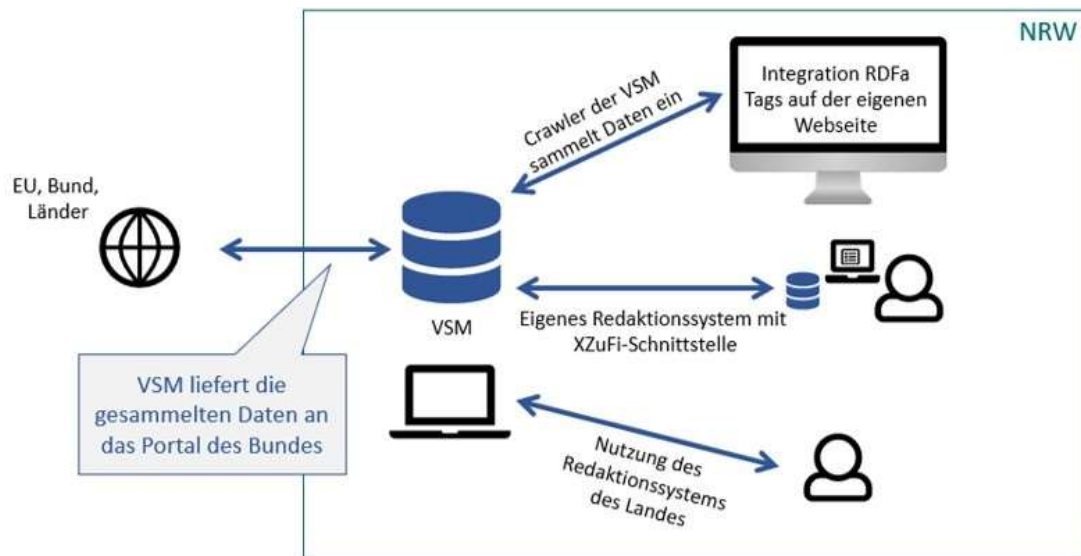 NRW
Integration RDFa
Tags auf der eigenen
Webseite
Crawler der VSM
sammelt Daten ein
EU, Bund,
Länder
VSM
Eigenes Redaktionssystem mit
XZuFi-Schnittstelle
VSM liefert die
gesammelten Daten an
das Portal des Bundes
Nutzung des
Redaktionssystems
des Landes